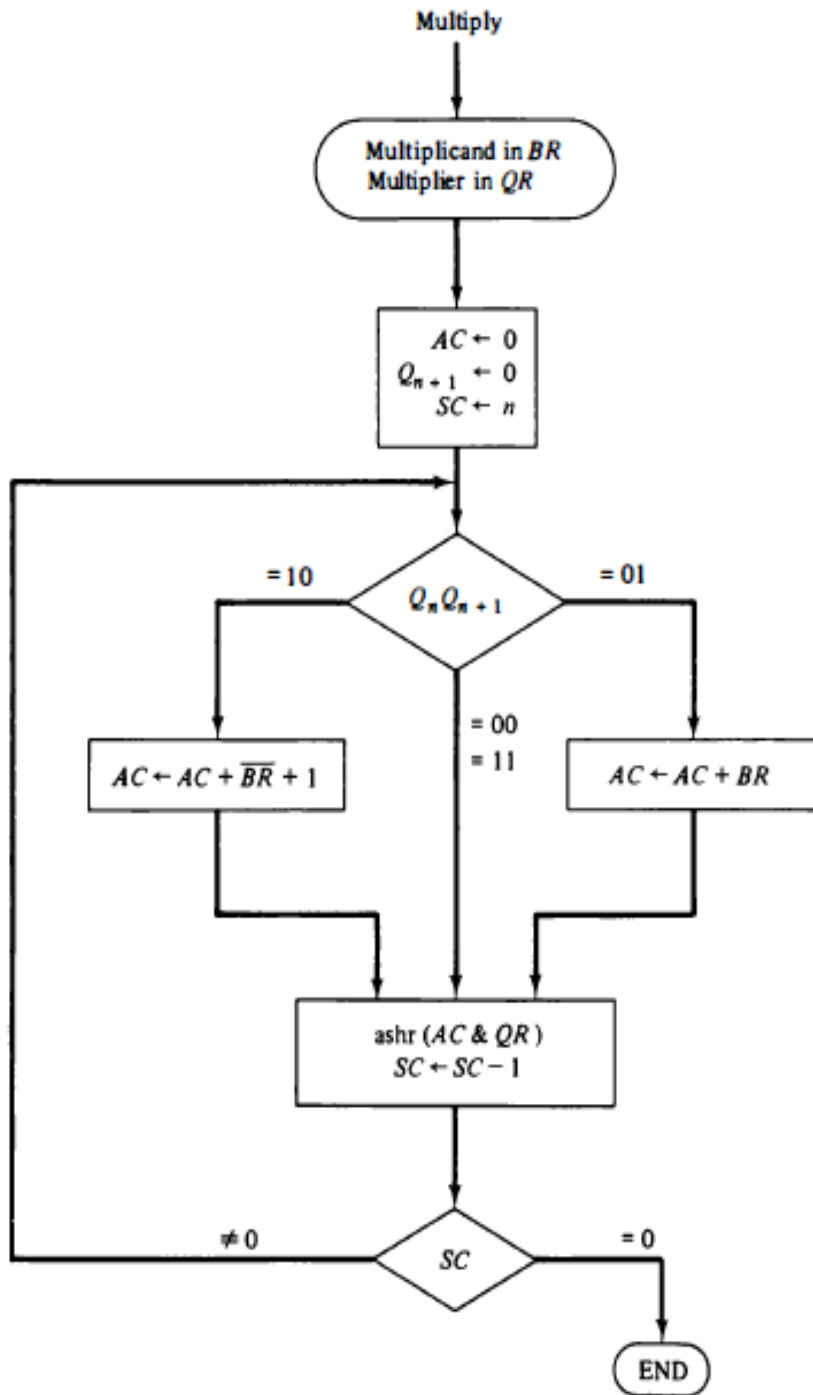 Multiply
Multiplicand in BR
Multiplier in QR
AC ← 0
Qₙ₊₁ ← 0
SC ← n
= 10
QₙQₙ₊₁
= 01
= 00
= 11
AC ← AC + B̅R̅ + 1
AC ← AC + BR
ashr (AC & QR)
SC ← SC − 1
≠ 0
SC
= 0
END